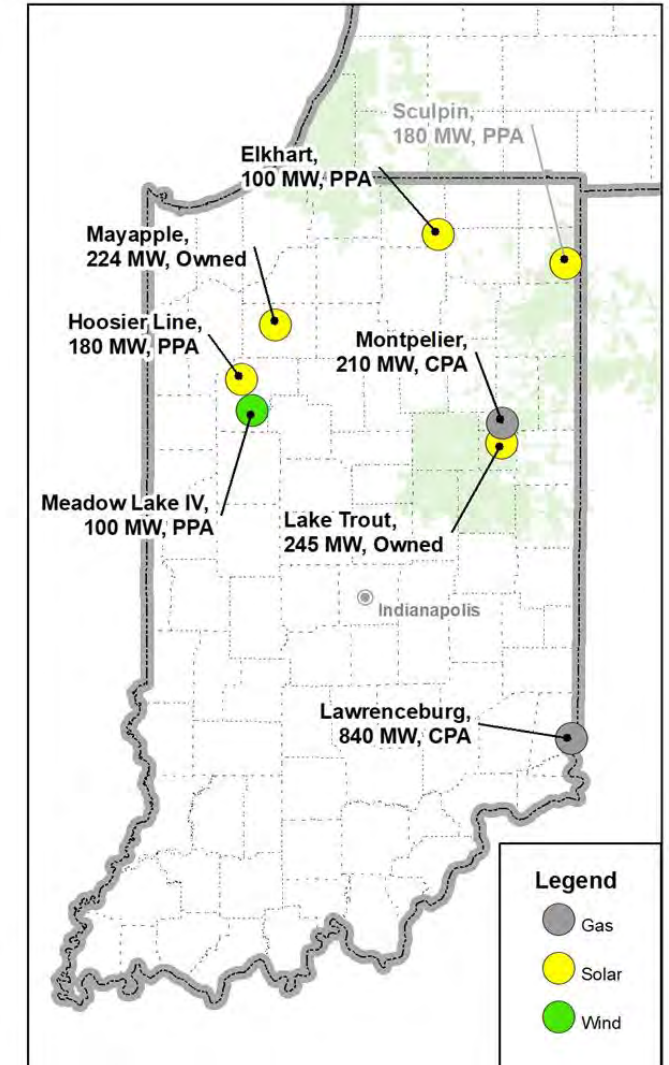 Sculpin,
180 MW, PPA
Elkhart,
100 MW, PPA
Mayapple,
224 MW, Owned
Hoosier Line,
180 MW, PPA
Montpelier,
210 MW, CPA
Meadow Lake IV,
100 MW, PPA
Lake Trout,
245 MW, Owned
Indianapolis
Lawrenceburg,
840 MW, CPA
Legend
Gas
Solar
Wind